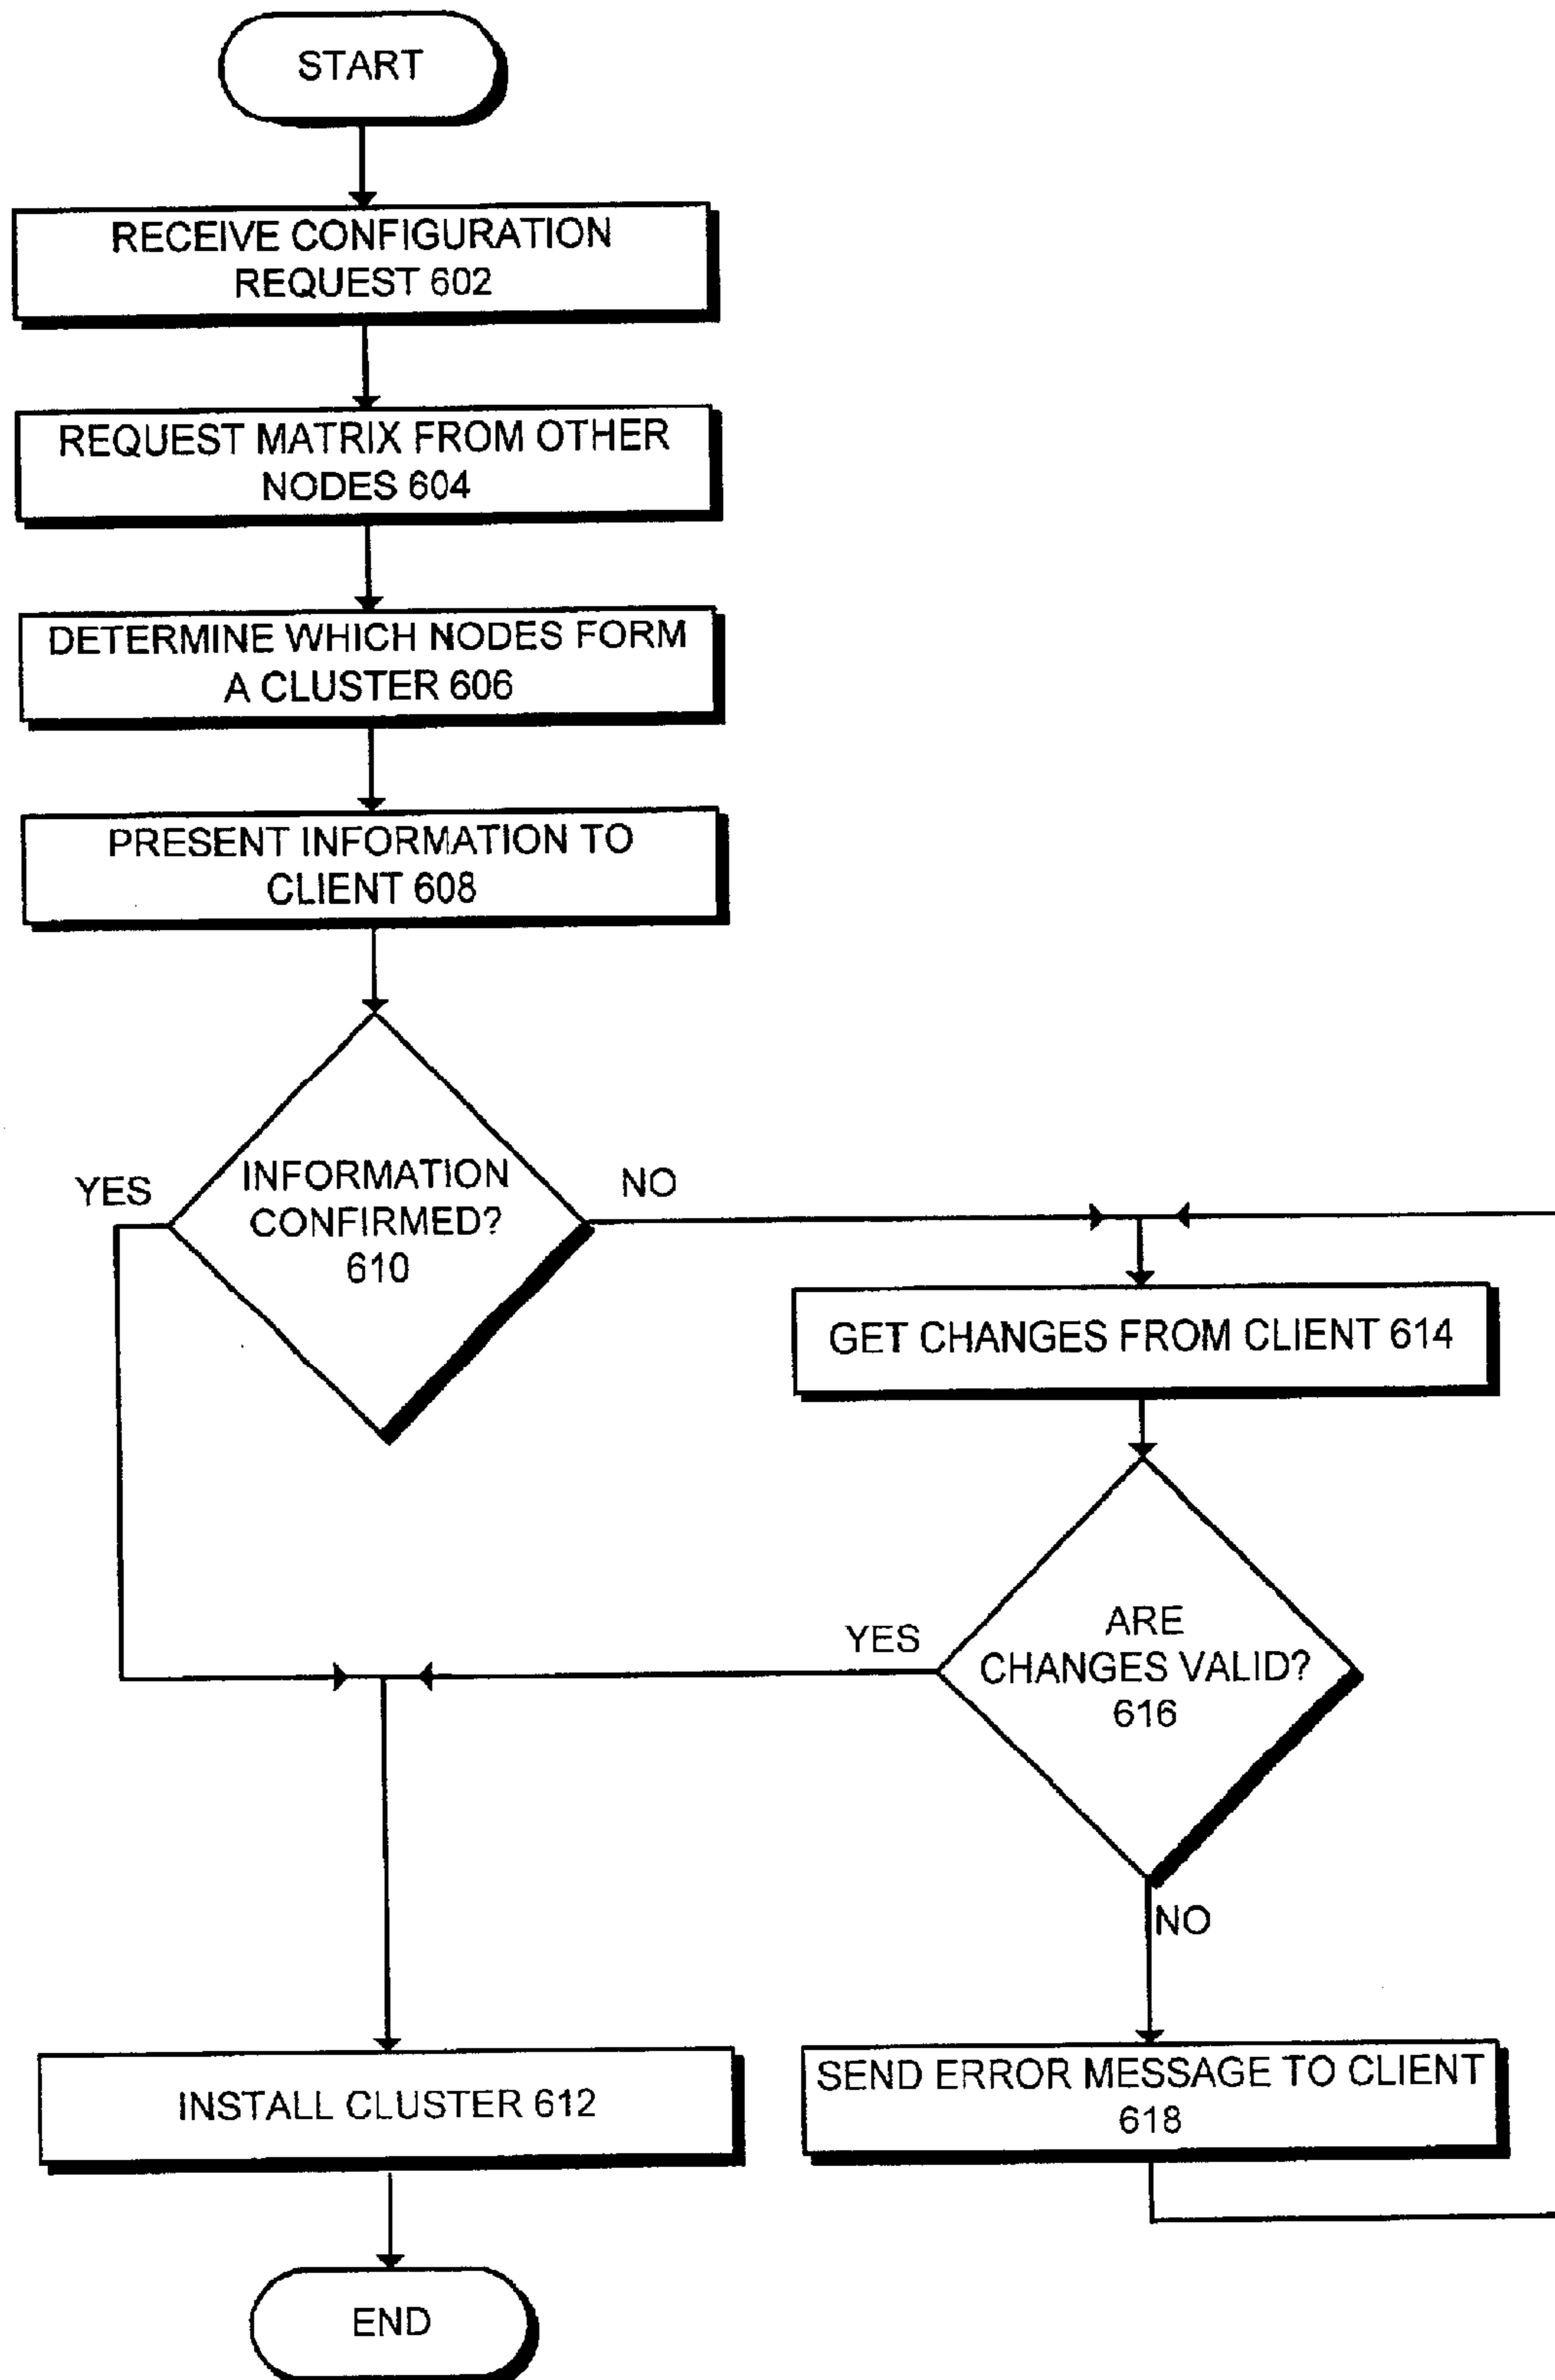 START
RECEIVE CONFIGURATION
REQUEST 602
REQUEST MATRIX FROM OTHER
NODES 604
DETERMINE WHICH NODES FORM
A CLUSTER 606
PRESENT INFORMATION TO
CLIENT 608
YES
INFORMATION
CONFIRMED?
610
NO
GET CHANGES FROM CLIENT 614
YES
ARE
CHANGES VALID?
616
NO
INSTALL CLUSTER 612
SEND ERROR MESSAGE TO CLIENT
618
END